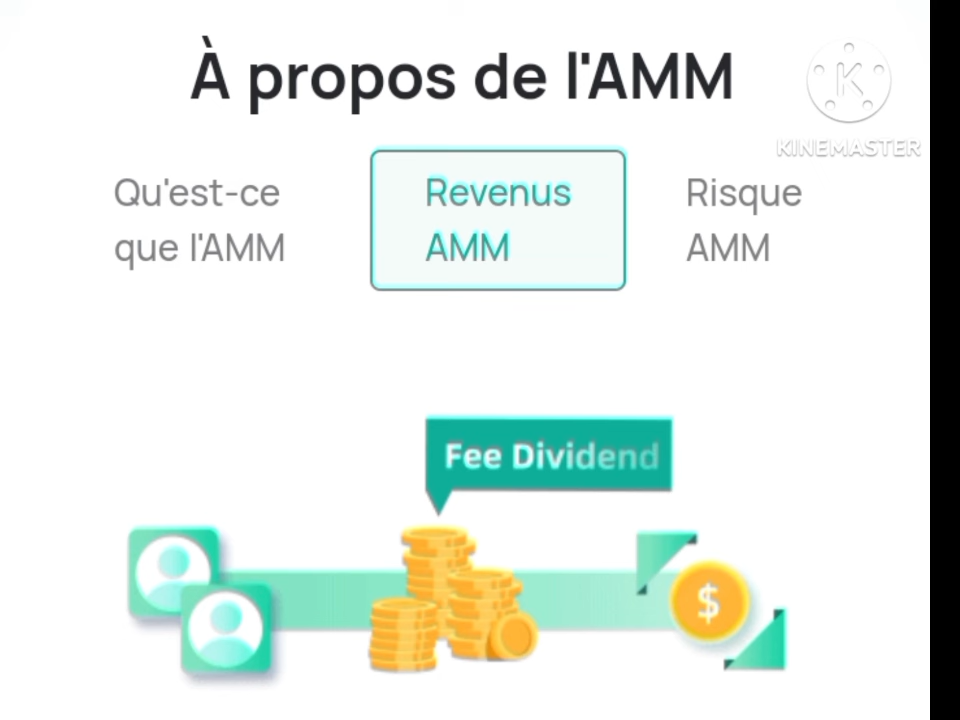 À propos de l'AMM
K
KINEMASTER
Qu'est-ce
que l'AMM
Revenus
AMM
Risque
AMM
Fee Dividend
$